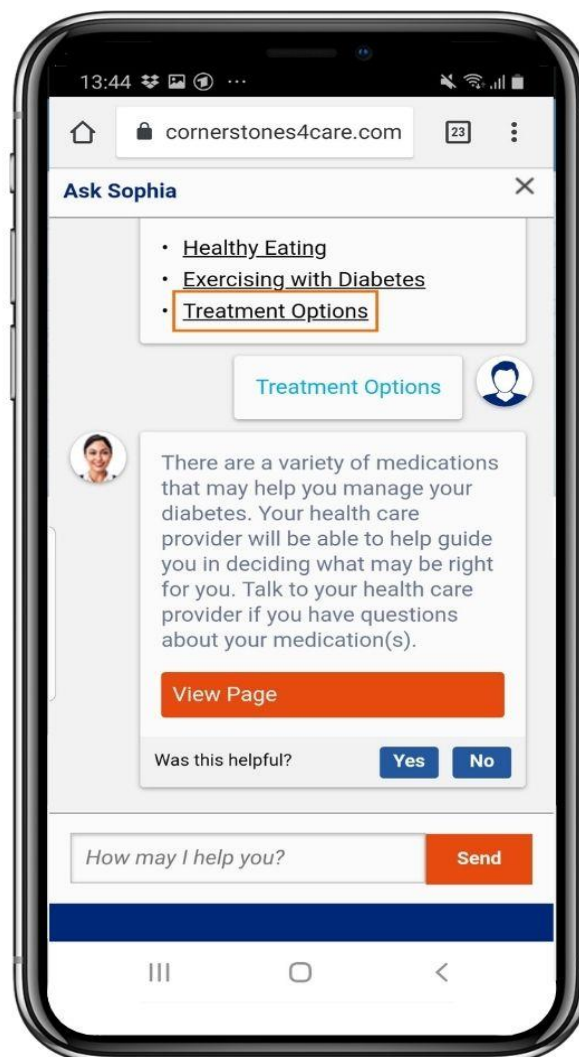 13:44
cornerstones4care.com
23
Ask Sophia
• Healthy Eating
• Exercising with Diabetes
• Treatment Options
Treatment Options
There are a variety of medications
that may help you manage your
diabetes. Your health care
provider will be able to help guide
you in deciding what may be right
for you. Talk to your health care
provider if you have questions
about your medication(s).
View Page
Was this helpful?
Yes
No
How may I help you?
Send